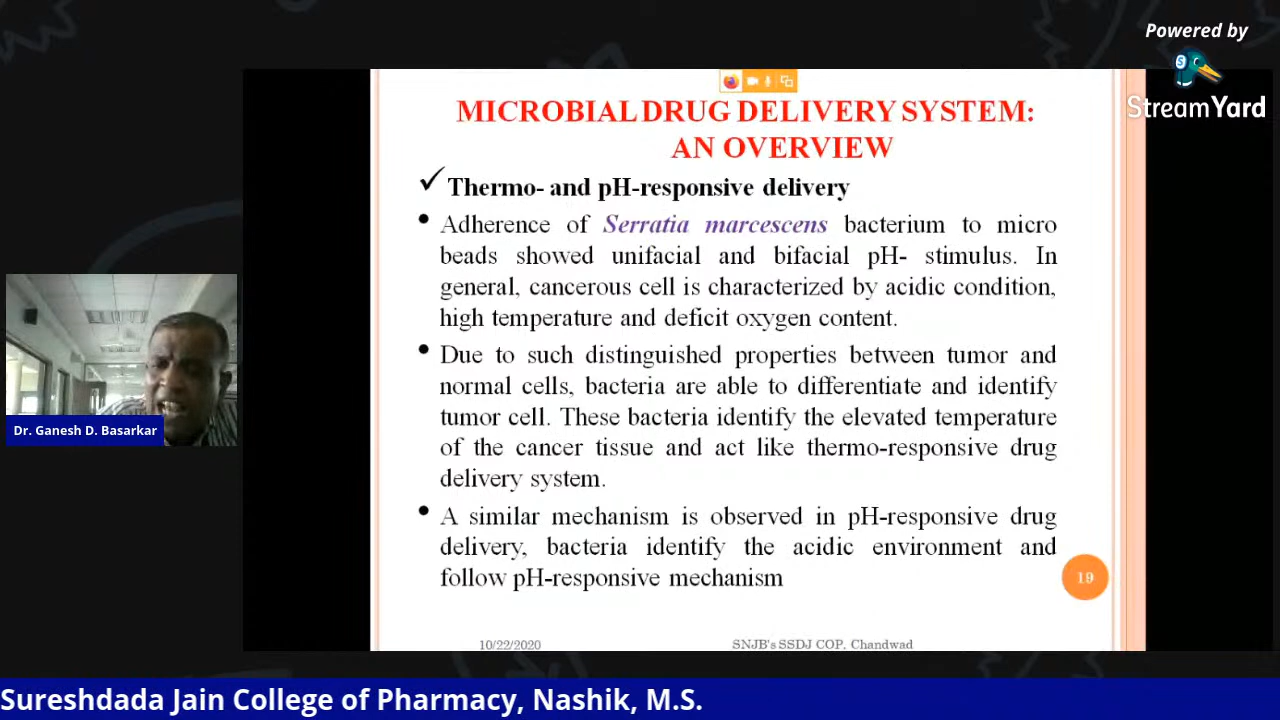 Powered by
StreamYard
MICROBIAL DRUG DELIVERY SYSTEM:
AN OVERVIEW
✓ Thermo- and pH-responsive delivery
• Adherence of Serratia marcescens bacterium to micro
beads showed unifacial and bifacial pH- stimulus. In
general, cancerous cell is characterized by acidic condition,
high temperature and deficit oxygen content.
• Due to such distinguished properties between tumor and
normal cells, bacteria are able to differentiate and identify
tumor cell. These bacteria identify the elevated temperature
of the cancer tissue and act like thermo-responsive drug
delivery system.
• A similar mechanism is observed in pH-responsive drug
delivery, bacteria identify the acidic environment and
follow pH-responsive mechanism
19
10/22/2020 SNJB's SSDJ COP, Chandwad
Dr. Ganesh D. Basarkar
Sureshdada Jain College of Pharmacy, Nashik, M.S.